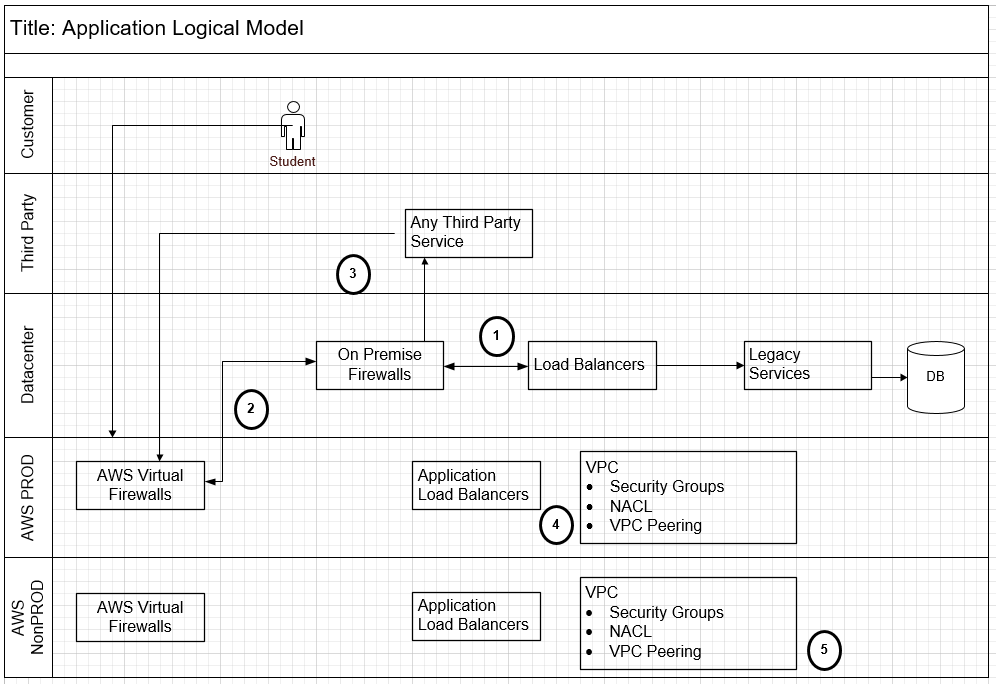 Title: Application Logical Model
Customer
Student
Third Party
Any Third Party
Service
3
Datacenter
1
On Premise
Firewalls
Load Balancers
Legacy
Services
DB
2
AWS PROD
AWS Virtual
Firewalls
Application
Load Balancers
4
VPC
• Security Groups
• NACL
• VPC Peering
AWS
NonPROD
AWS Virtual
Firewalls
Application
Load Balancers
VPC
• Security Groups
• NACL
• VPC Peering
5